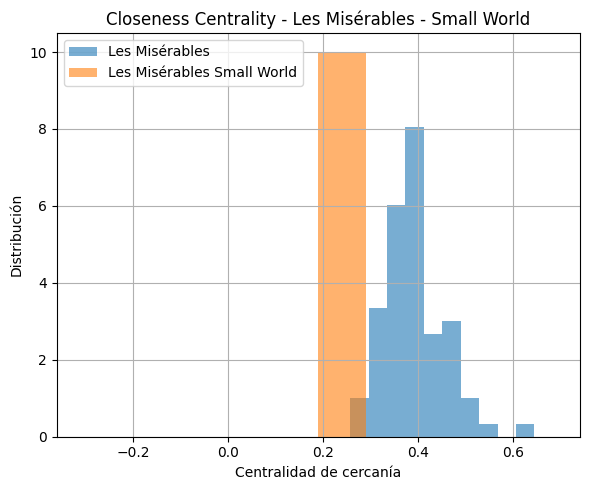 Closeness Centrality - Les Misérables - Small World
Les Misérables
Les Misérables Small World
10
8
6
4
2
0
Distribución
−0.2 0.0 0.2 0.4 0.6
Centralidad de cercanía